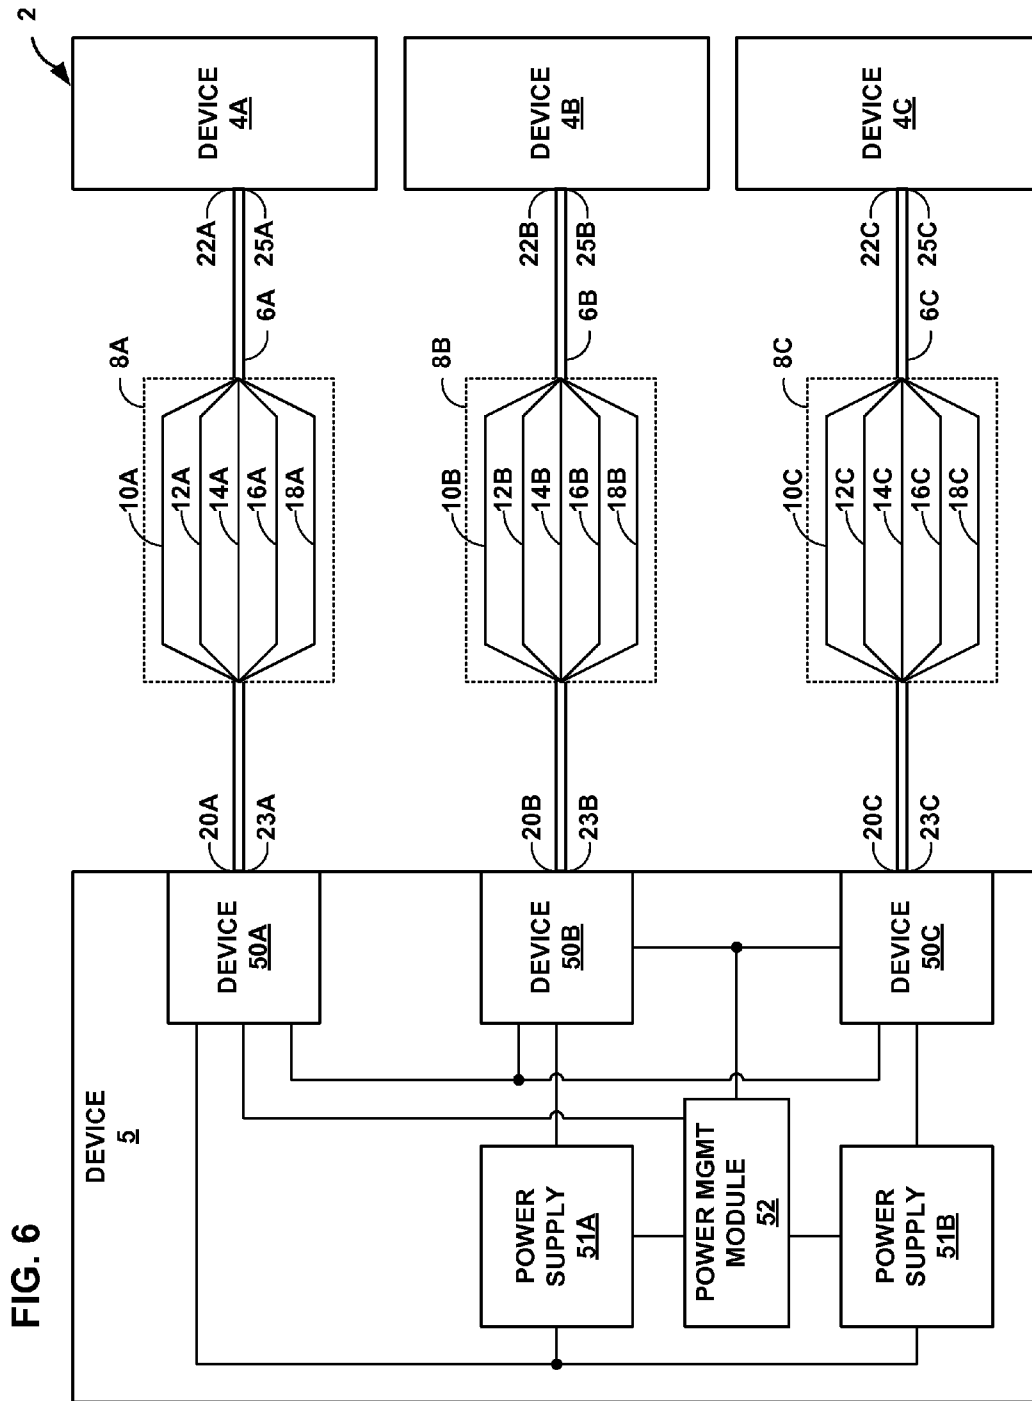 FIG. 6
2
DEVICE
5
DEVICE
50A
DEVICE
50B
DEVICE
50C
POWER
SUPPLY
51A
POWER MGMT
MODULE
52
POWER
SUPPLY
51B
20A
23A
20B
23B
20C
23C
8A
10A
12A
14A
16A
18A
6A
8B
10B
12B
14B
16B
18B
6B
8C
10C
12C
14C
16C
18C
6C
22A
25A
22B
25B
22C
25C
DEVICE
4A
DEVICE
4B
DEVICE
4C